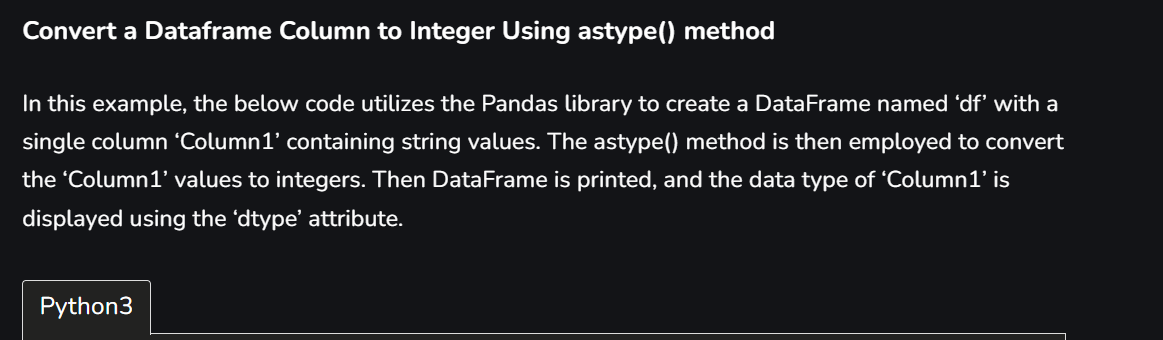 Convert a Dataframe Column to Integer Using astype() method
In this example, the below code utilizes the Pandas library to create a DataFrame named ‘df’ with a
single column ‘Column1’ containing string values. The astype() method is then employed to convert
the ‘Column1’ values to integers. Then DataFrame is printed, and the data type of ‘Column1’ is
displayed using the ‘dtype’ attribute.
Python3